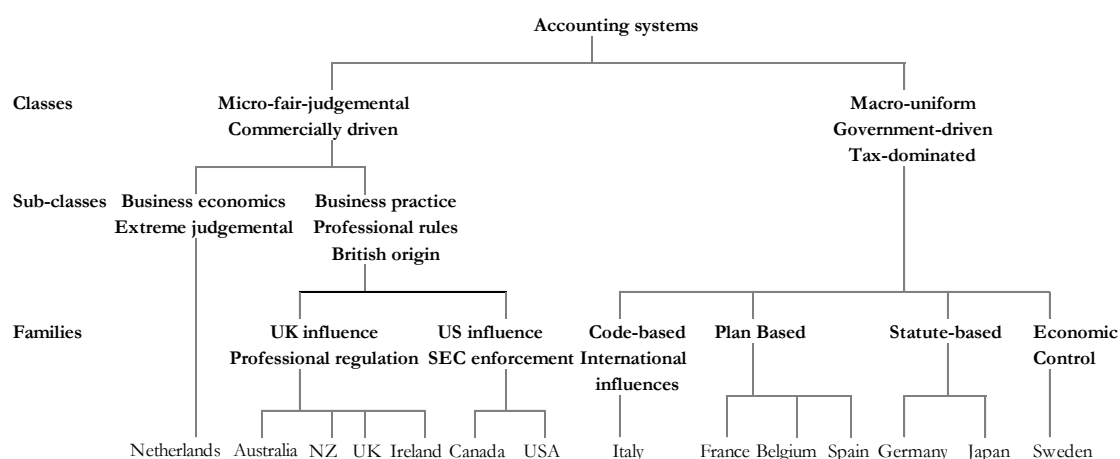 Accounting systems
Classes
Micro-fair-judgemental
Commercially driven
Macro-uniform
Government-driven
Tax-dominated
Sub-classes
Business economics
Extreme judgemental
Business practice
Professional rules
British origin
Families
UK influence
Professional regulation
US influence
SEC enforcement
Code-based
International
influences
Plan Based
Statute-based
Economic
Control
Netherlands
Australia
NZ
UK
Ireland
Canada
USA
Italy
France
Belgium
Spain
Germany
Japan
Sweden